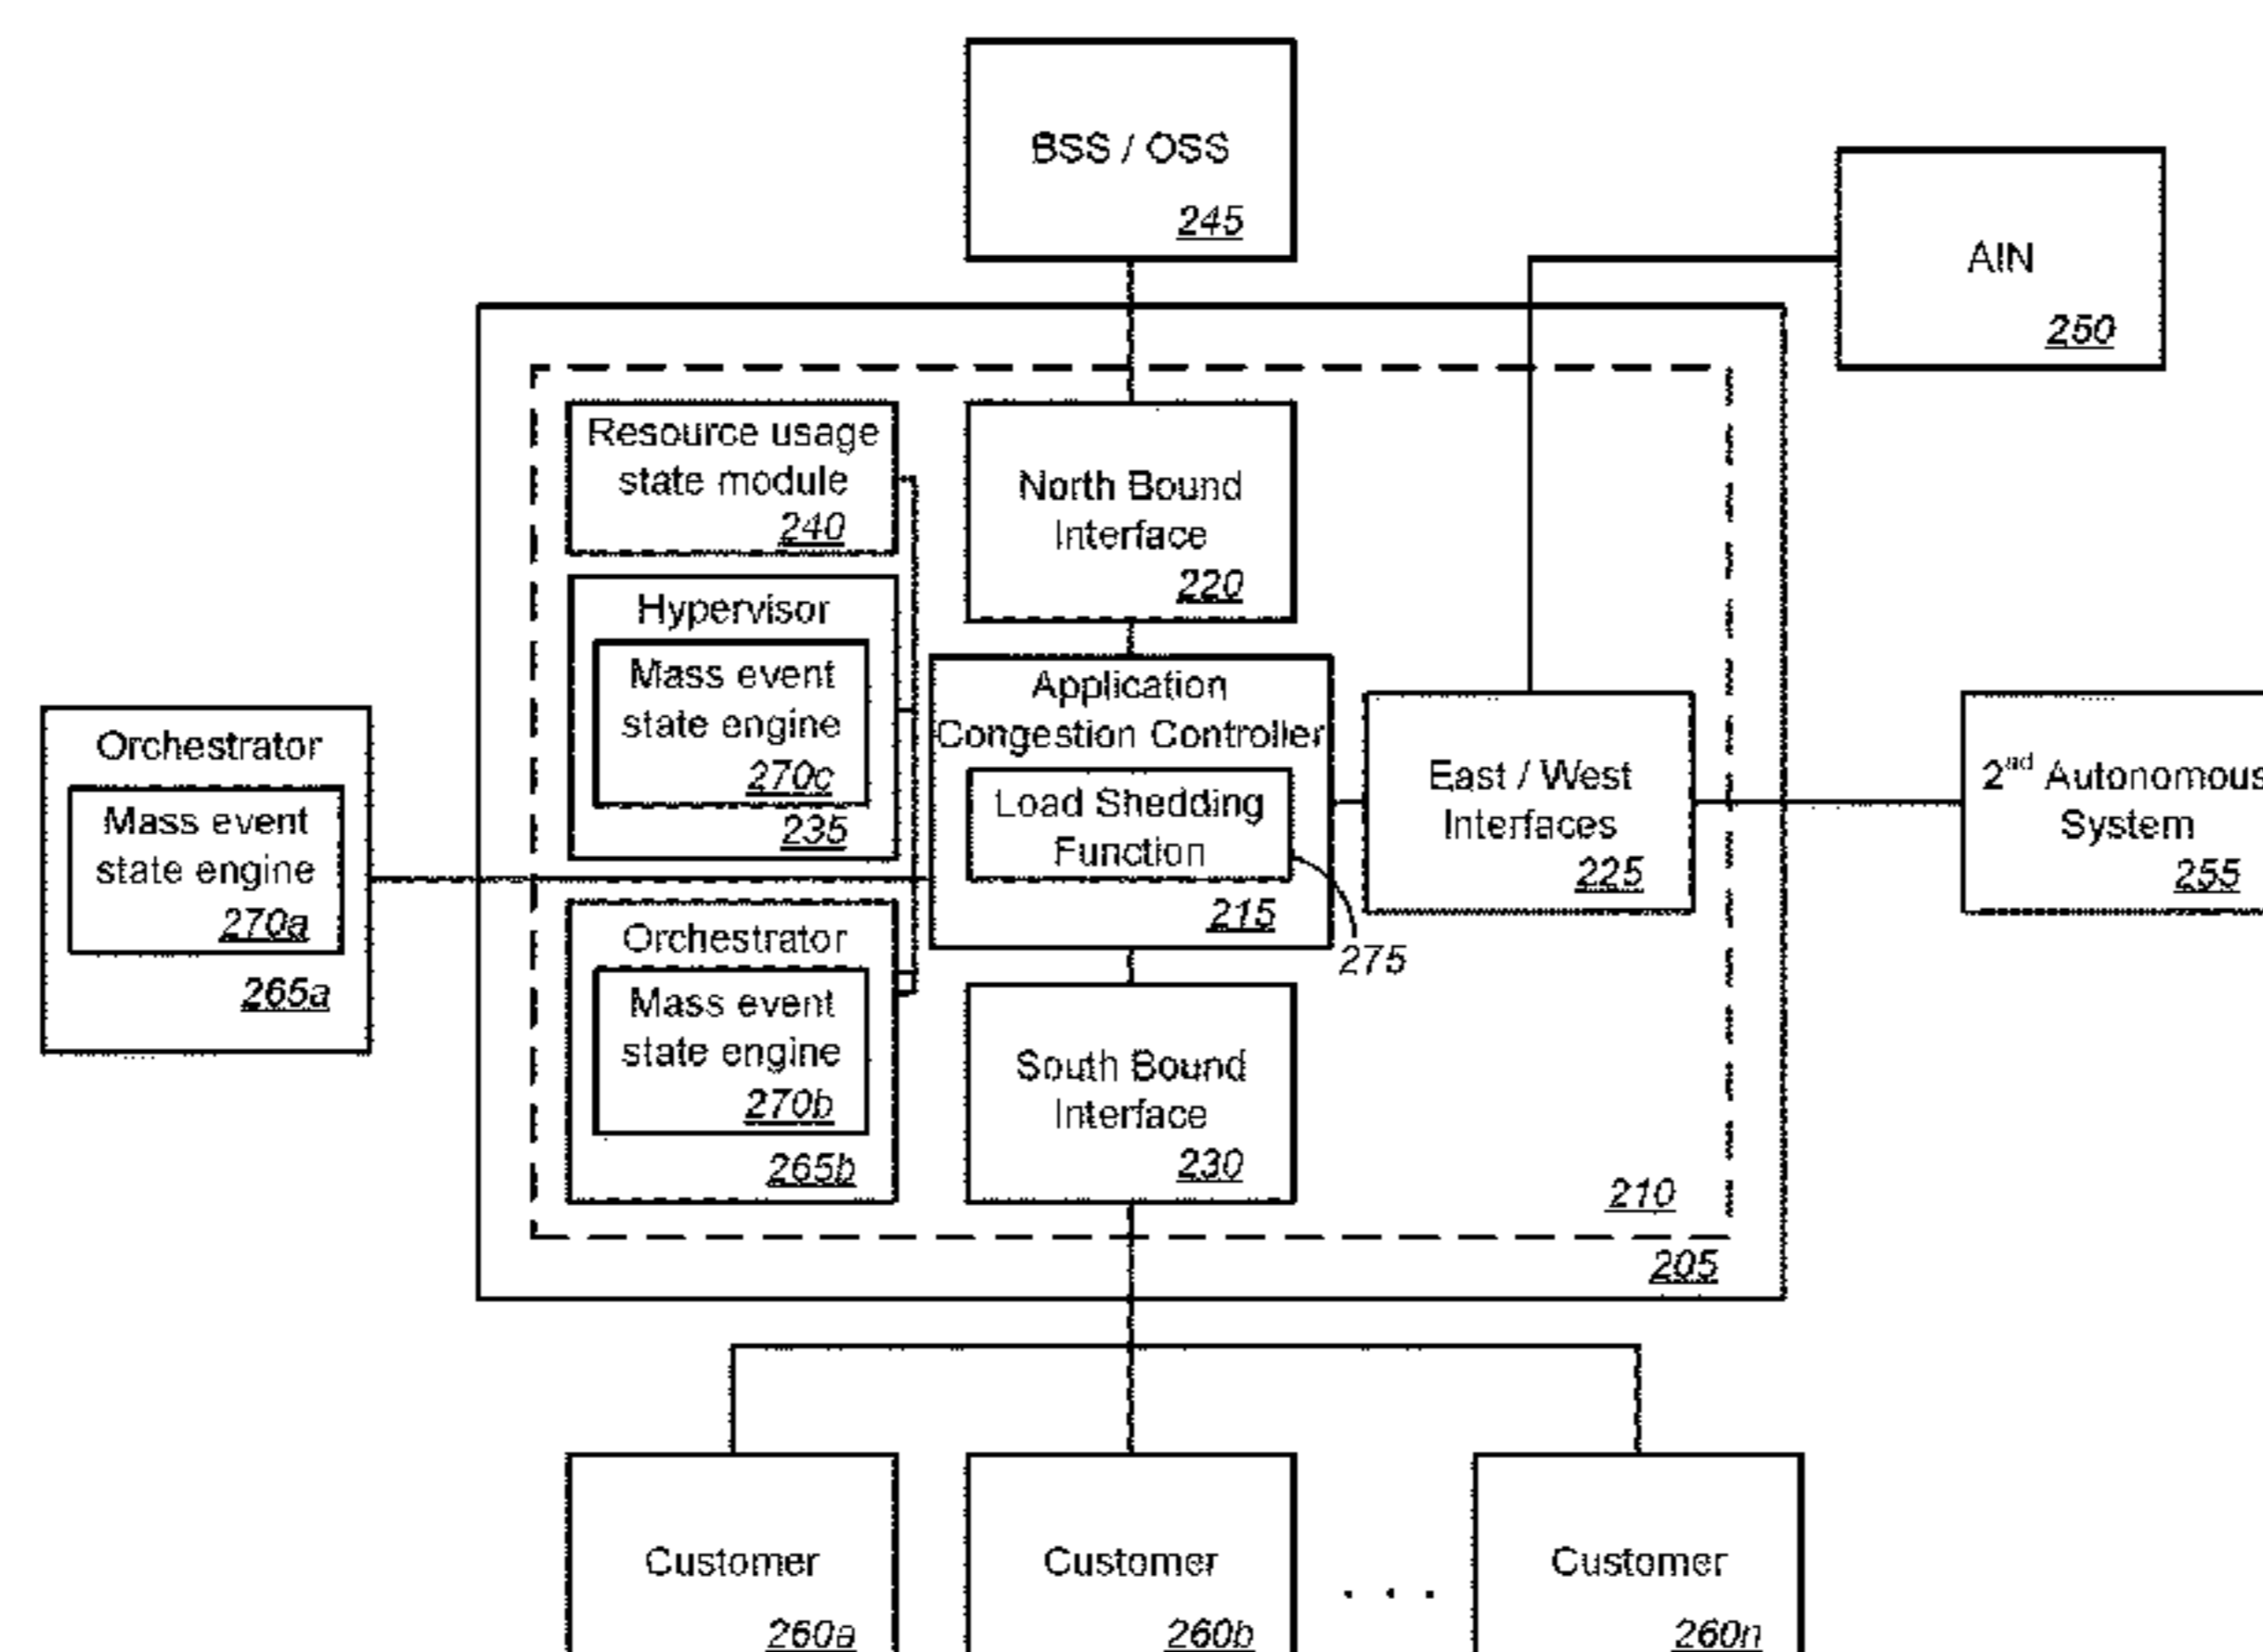 BSS / OSS
245
AIN
250
Resource usage
state module
240
North Bound
Interface
220
Hypervisor
Mass event
state engine
270c
235
Application
Congestion Controller
Load Shedding
Function
215
275
East / West
Interfaces
225
2nd Autonomous
System
255
Orchestrator
Mass event
state engine
270a
265a
Orchestrator
Mass event
state engine
270b
265b
South Bound
Interface
230
210
205
Customer
260a
Customer
260b
. . .
Customer
260n